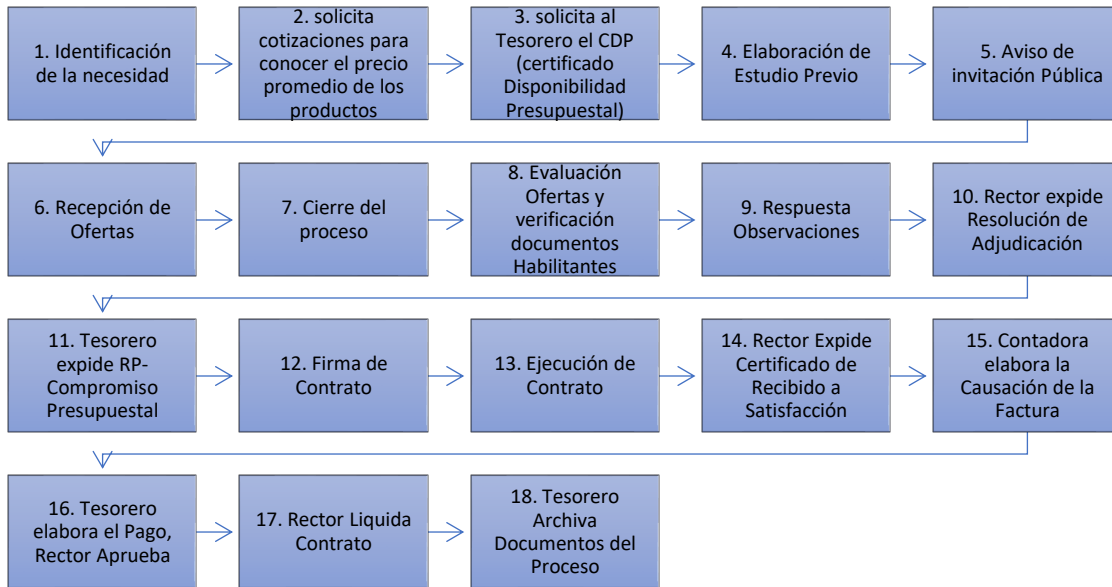 1. Identificación
de la necesidad
2. solicita
cotizaciones para
conocer el precio
promedio de los
productos
3. solicita al
Tesorero el CDP
(certificado
Disponibilidad
Presupuestal)
4. Elaboración de
Estudio Previo
5. Aviso de
invitación Pública
6. Recepción de
Ofertas
7. Cierre del
proceso
8. Evaluación
Ofertas y
verificación
documentos
Habilitantes
9. Respuesta
Observaciones
10. Rector expide
Resolución de
Adjudicación
11. Tesorero
expide RP-
Compromiso
Presupuestal
12. Firma de
Contrato
13. Ejecución de
Contrato
14. Rector Expide
Certificado de
Recibido a
Satisfacción
15. Contadora
elabora la
Causación de la
Factura
16. Tesorero
elabora el Pago,
Rector Aprueba
17. Rector Liquida
Contrato
18. Tesorero
Archiva
Documentos del
Proceso